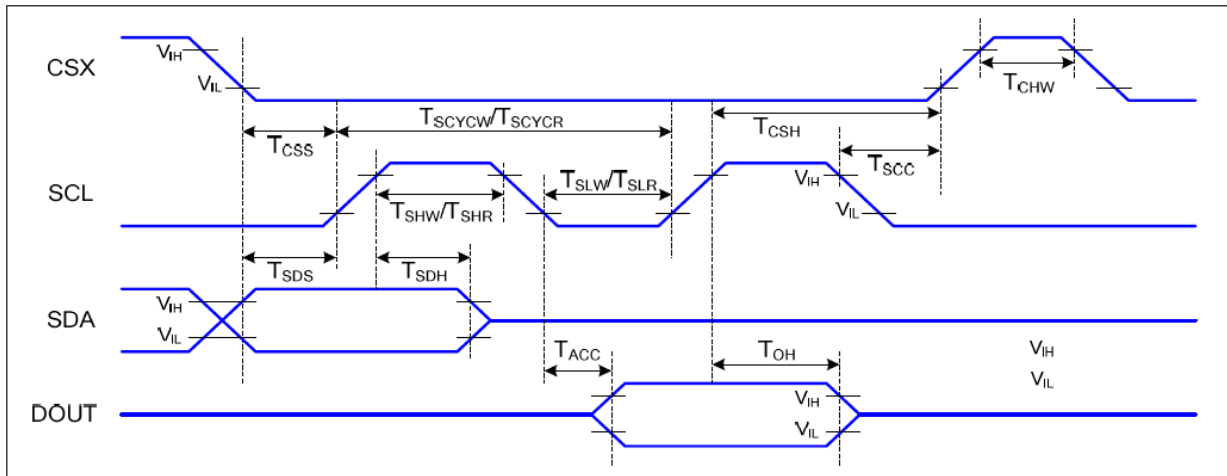 CSX
VIH
VIL
TCHW
TSCYCW/TSCYCR
TCSH
TCSS
TSCC
SCL
TSLW/TSLR
VIH
TSHW/TSHR
VIL
TSDS
TSDH
SDA
VIH
VIL
TACC
TOH
VIH
VIL
DOUT
VIH
VIL